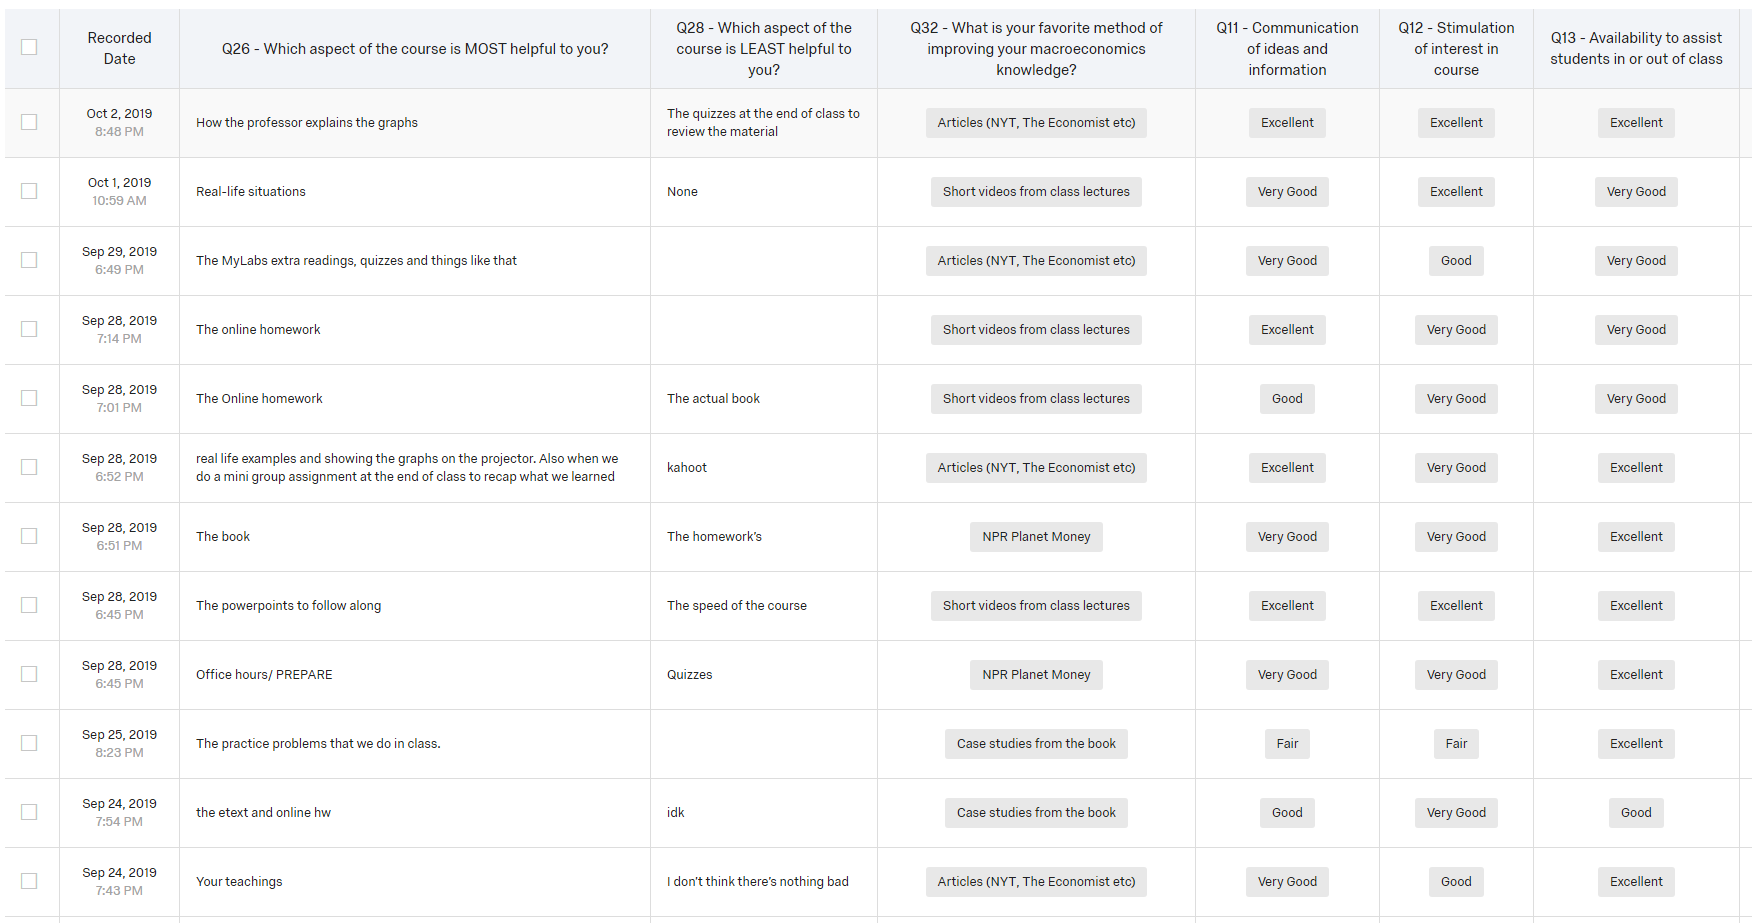 Recorded
Date
Q26 - Which aspect of the course is MOST helpful to you?
Q28 - Which aspect of the
course is LEAST helpful to
you?
Q32 - What is your favorite method of
improving your macroeconomics
knowledge?
Q11 - Communication
of ideas and
information
Q12 - Stimulation
of interest in
course
Q13 - Availability to assist
students in or out of class
Oct 2, 2019
8:48 PM
How the professor explains the graphs
The quizzes at the end of class to
review the material
Articles (NYT, The Economist etc)
Excellent
Excellent
Excellent
Oct 1, 2019
10:59 AM
Real-life situations
None
Short videos from class lectures
Very Good
Excellent
Very Good
Sep 29, 2019
6:49 PM
The MyLabs extra readings, quizzes and things like that
Articles (NYT, The Economist etc)
Very Good
Good
Very Good
Sep 28, 2019
7:14 PM
The online homework
Short videos from class lectures
Excellent
Very Good
Very Good
Sep 28, 2019
7:01 PM
The Online homework
The actual book
Short videos from class lectures
Good
Very Good
Very Good
Sep 28, 2019
6:52 PM
real life examples and showing the graphs on the projector. Also when we
do a mini group assignment at the end of class to recap what we learned
kahoot
Articles (NYT, The Economist etc)
Excellent
Very Good
Excellent
Sep 28, 2019
6:51 PM
The book
The homework's
NPR Planet Money
Very Good
Very Good
Excellent
Sep 28, 2019
6:45 PM
The powerpoints to follow along
The speed of the course
Short videos from class lectures
Excellent
Excellent
Excellent
Sep 28, 2019
6:45 PM
Office hours/ PREPARE
Quizzes
NPR Planet Money
Very Good
Very Good
Excellent
Sep 25, 2019
8:23 PM
The practice problems that we do in class.
Case studies from the book
Fair
Fair
Excellent
Sep 24, 2019
7:54 PM
the etext and online hw
idk
Case studies from the book
Good
Very Good
Good
Sep 24, 2019
7:43 PM
Your teachings
I don't think there's nothing bad
Articles (NYT, The Economist etc)
Very Good
Good
Excellent